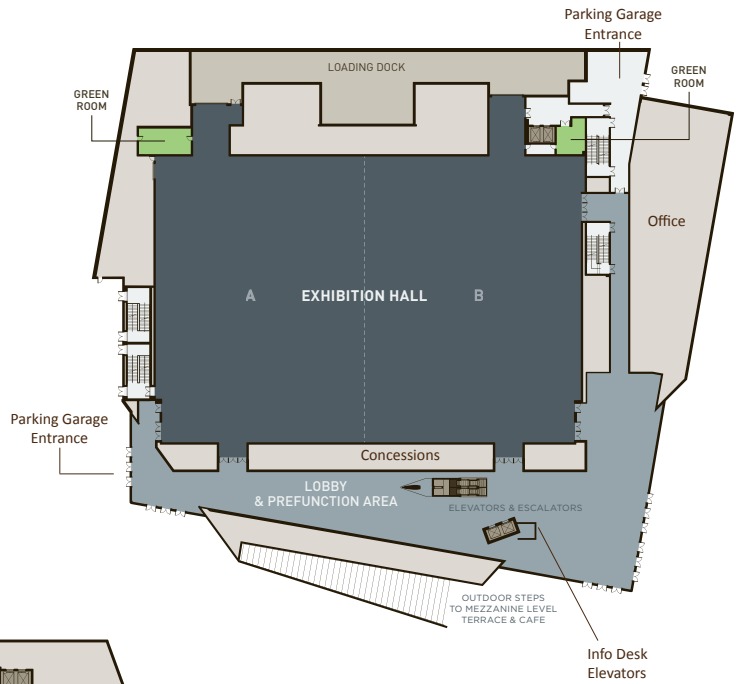 Parking Garage
Entrance
LOADING DOCK
GREEN
ROOM
GREEN
ROOM
Office
A
EXHIBITION HALL
B
Parking Garage
Entrance
Concessions
LOBBY
& PREFUNCTION AREA
ELEVATORS & ESCALATORS
OUTDOOR STEPS
TO MEZZANINE LEVEL
TERRACE & CAFE
Info Desk
Elevators